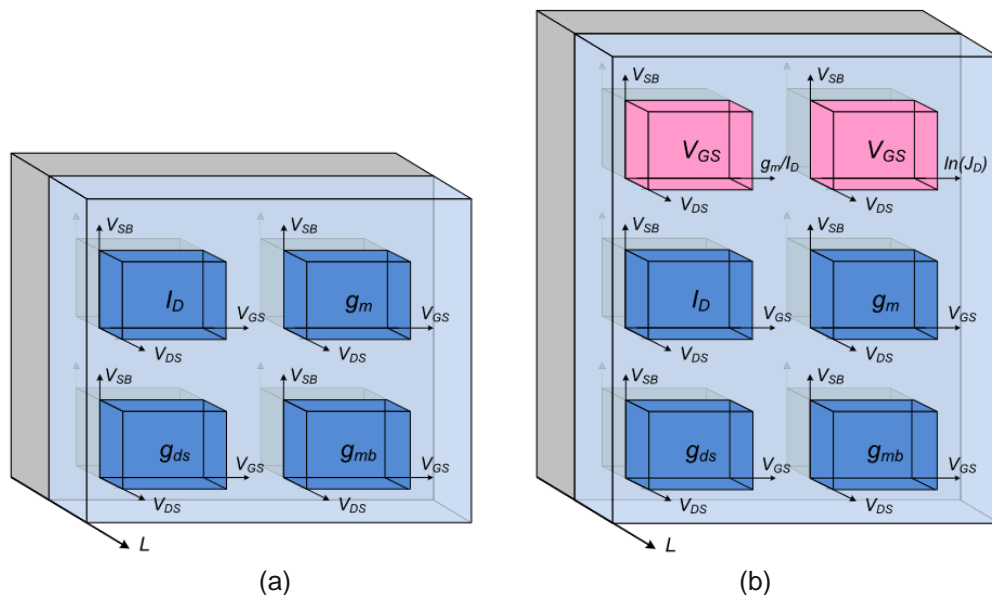 V_SB V_SB
V_GS V_GS
g_m/I_D ln(J_D)
V_DS V_DS
V_SB V_SB V_SB V_SB
I_D g_m I_D g_m
V_GS V_GS V_GS V_GS
V_DS V_DS V_DS V_DS
V_SB V_SB V_SB V_SB
g_ds g_mb g_ds g_mb
V_GS V_GS V_GS V_GS
V_DS V_DS V_DS V_DS
L L
(a) (b)